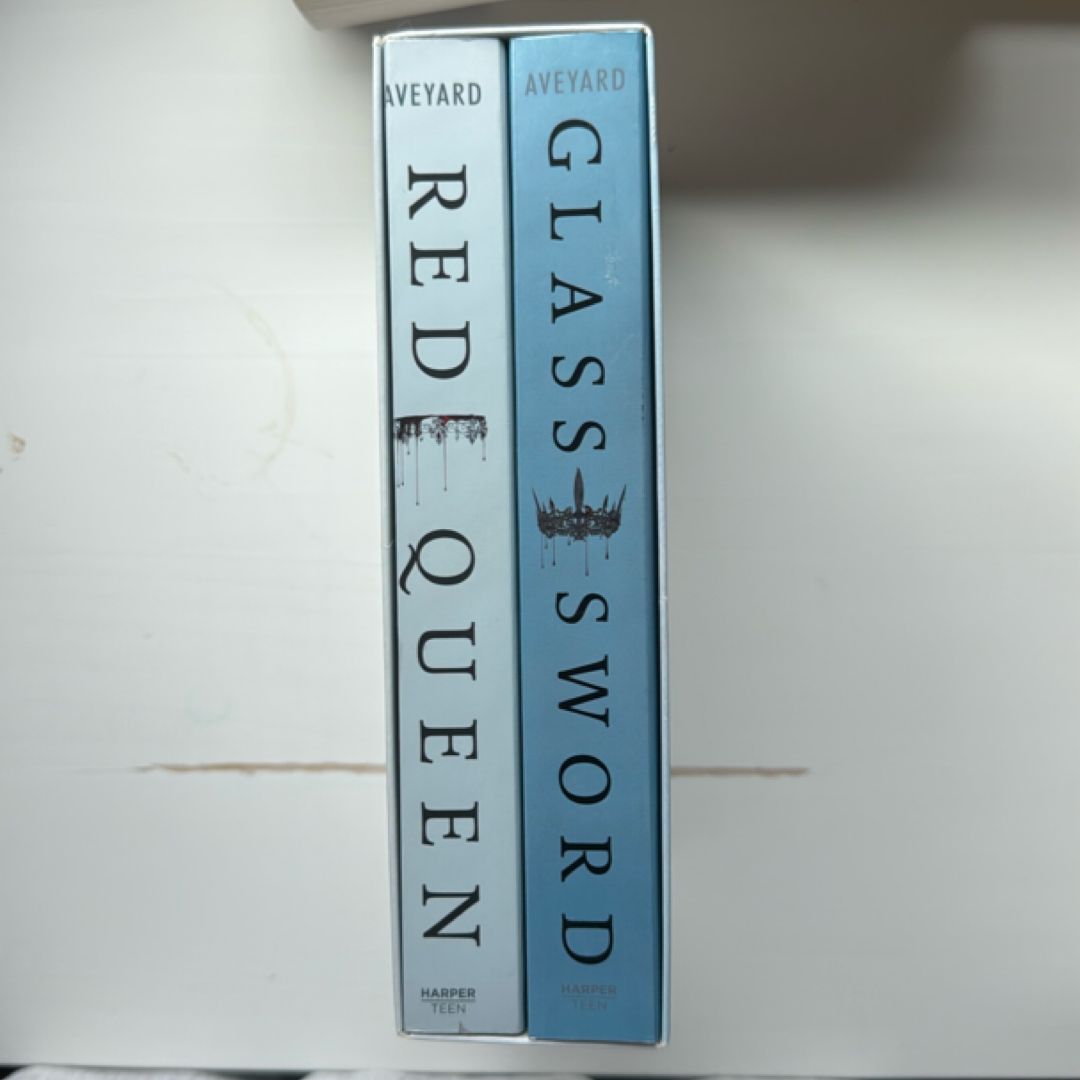 AVEYARD
RED QUEEN
HARPER
TEEN
AVEYARD
GLASS SWORD
HARPER
TEEN